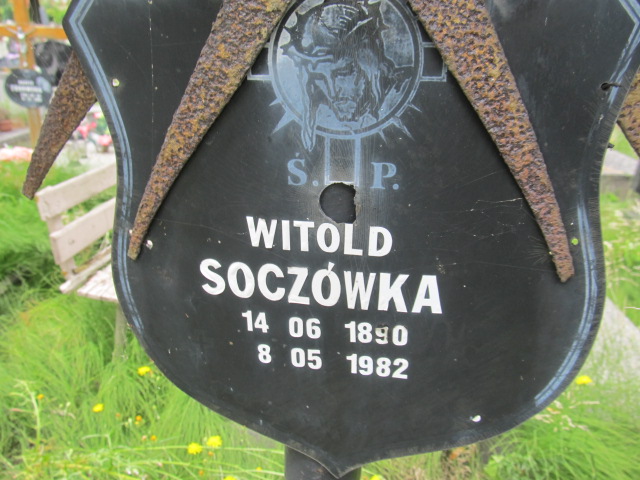 Ś. P.
WITOLD
SOCZÓWKA
14 06 1890
8 05 1982